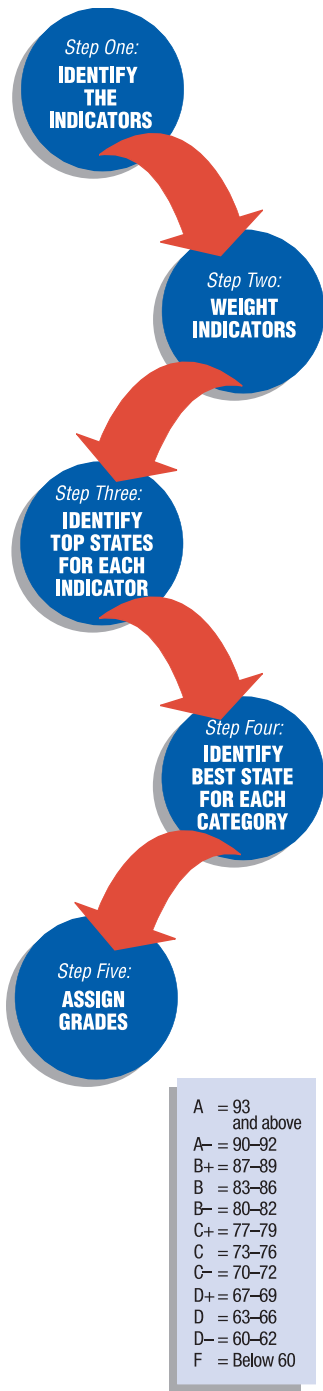 Step One:
IDENTIFY
THE
INDICATORS
Step Two:
WEIGHT
INDICATORS
Step Three:
IDENTIFY
TOP STATES
FOR EACH
INDICATOR
Step Four:
IDENTIFY
BEST STATE
FOR EACH
CATEGORY
Step Five:
ASSIGN
GRADES
A = 93
and above
A– = 90–92
B+ = 87–89
B = 83–86
B– = 80–82
C+ = 77–79
C = 73–76
C– = 70–72
D+ = 67–69
D = 63–66
D– = 60–62
F = Below 60